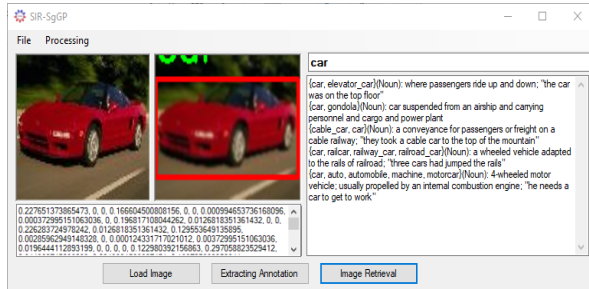 SIR-SgGP
File Processing
car
car
{car, elevator_car}(Noun): where passengers ride up and down; "the car
was on the top floor"
{car, gondola}(Noun): car suspended from an airship and carrying
personnel and cargo and power plant
{cable_car, car}(Noun): a conveyance for passengers or freight on a
cable railway; "they took a cable car to the top of the mountain"
{car, railcar, railway_car, railroad_car}(Noun): a wheeled vehicle adapted
to the rails of railroad; "three cars had jumped the rails"
{car, auto, automobile, machine, motorcar}(Noun): 4-wheeled motor
vehicle; usually propelled by an internal combustion engine; "he needs a
car to get to work"
0.227651373865473, 0, 0, 0.166604500808156, 0, 0, 0.000994653736168096,
0.000372995151063036, 0, 0.196817108044262, 0.0126818351361432, 0, 0,
0.226283724978242, 0.0126818351361432, 0.129553649135895,
0.00285962949148328, 0, 0.000124331717021012, 0.00372995151063036,
0.0196444112893199, 0, 0, 0, 0, 0.122980392156863, 0.297058823529412,
Load Image Extracting Annotation Image Retrieval